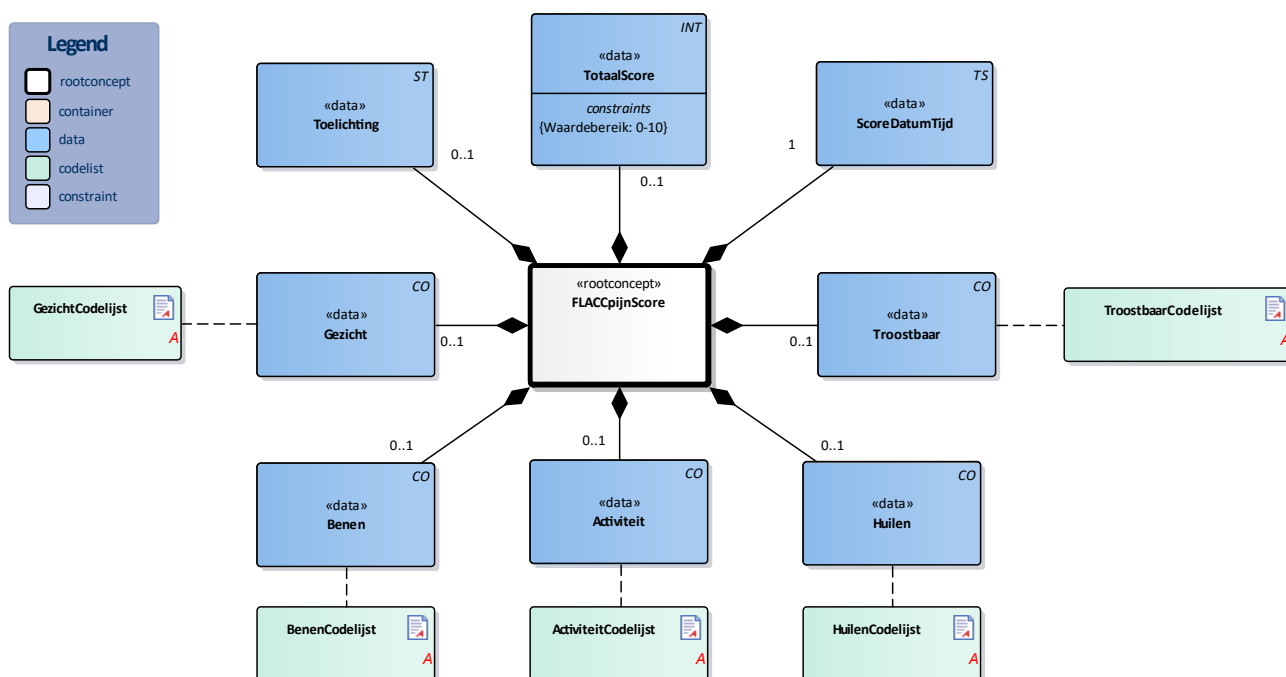 Legend
rootconcept
container
data
codelist
constraint
ST
«data»
Toelichting
0..1
INT
«data»
TotaalScore
constraints
{Waardebereik: 0-10}
0..1
TS
«data»
ScoreDatumTijd
1
GezichtCodelijst
A
CO
«data»
Gezicht
0..1
«rootconcept»
FLACCpijnScore
CO
«data»
Troostbaar
0..1
TroostbaarCodelijst
A
CO
«data»
Benen
0..1
CO
«data»
Activiteit
0..1
CO
«data»
Huilen
0..1
BenenCodelijst
A
ActiviteitCodelijst
A
HuilenCodelijst
A